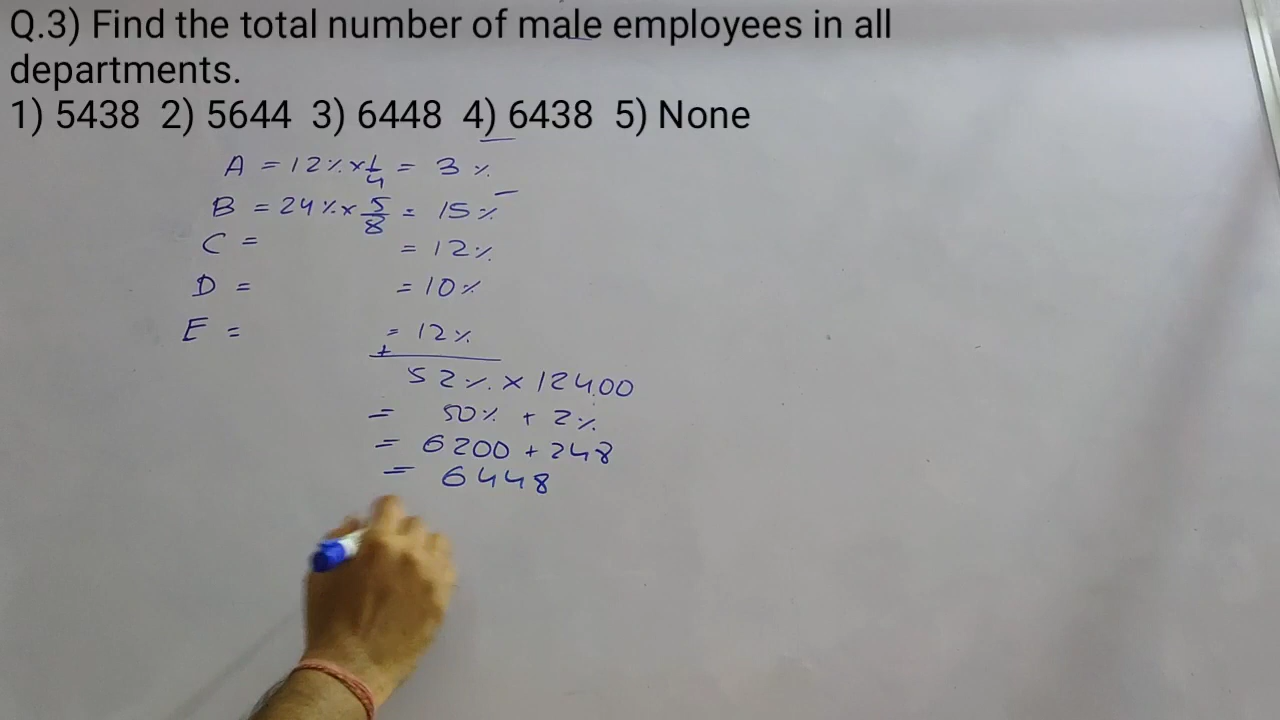 Q.3) Find the total number of male employees in all
departments.
1) 5438 2) 5644 3) 6448 4) 6438 5) None
A = 12% × 1/4 = 3 %
B = 24% × 5/8 = 15%
C = = 12%
D = = 10%
E = = 12%
+
52% × 12400
= 50% + 2%
= 6200 + 248
= 6448